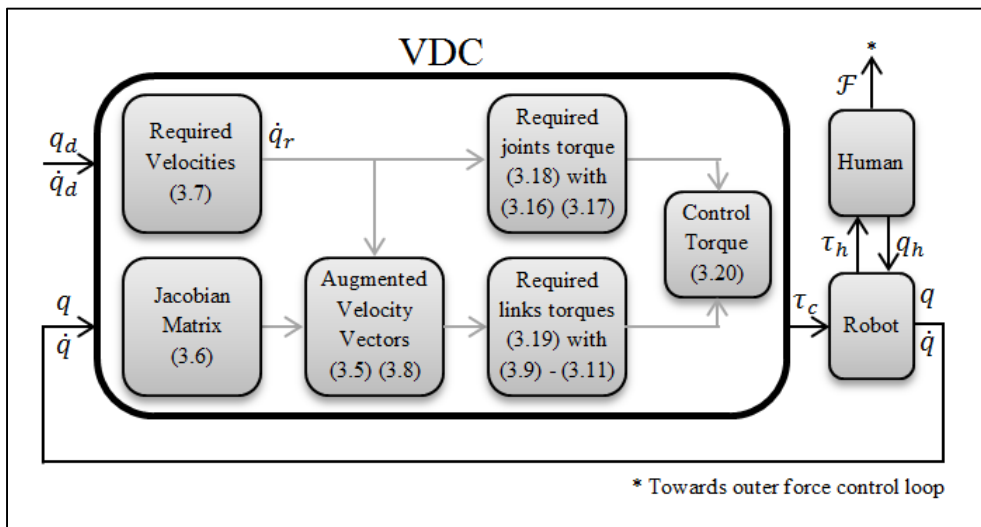 VDC
*
ℱ
q_d
q̇_d
Required
Velocities
(3.7)
q̇_r
Required
joints torque
(3.18) with
(3.16) (3.17)
Control
Torque
(3.20)
Human
τ_h
q_h
q
q̇
Jacobian
Matrix
(3.6)
Augmented
Velocity
Vectors
(3.5) (3.8)
Required
links torques
(3.19) with
(3.9) - (3.11)
τ_c
Robot
q
q̇
* Towards outer force control loop